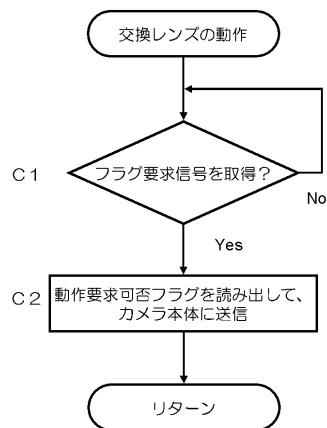 交換レンズの動作
C1
フラグ要求信号を取得?
No
Yes
C2
動作要求可否フラグを読み出して、
カメラ本体に送信
リターン